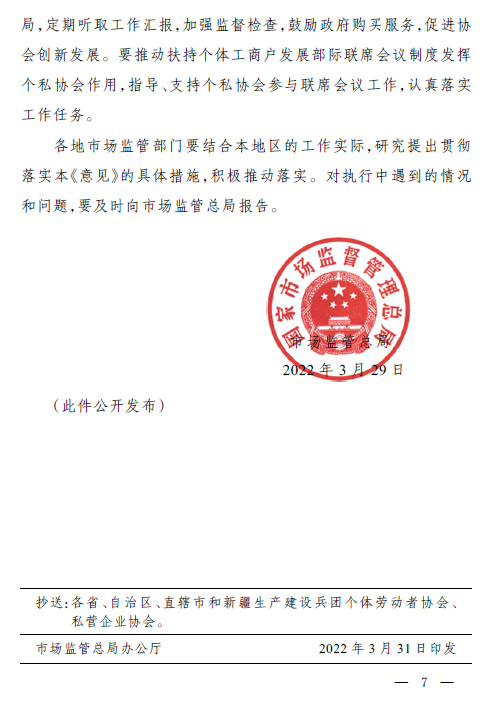 局，定期听取工作汇报，加强监督检查，鼓励政府购买服务，促进协
会创新发展。要推动扶持个体工商户发展部际联席会议制度发挥
个私协会作用，指导、支持个私协会参与联席会议工作，认真落实
工作任务。
各地市场监管部门要结合本地区的工作实际，研究提出贯彻
落实本《意见》的具体措施，积极推动落实。对执行中遇到的情况
和问题，要及时向市场监管总局报告。
国家市场监督管理总局
市场监管总局
2022 年 3 月 29 日
（此件公开发布）
抄送：各省、自治区、直辖市和新疆生产建设兵团个体劳动者协会、
私营企业协会。
市场监管总局办公厅 2022 年 3 月 31 日印发
— 7 —